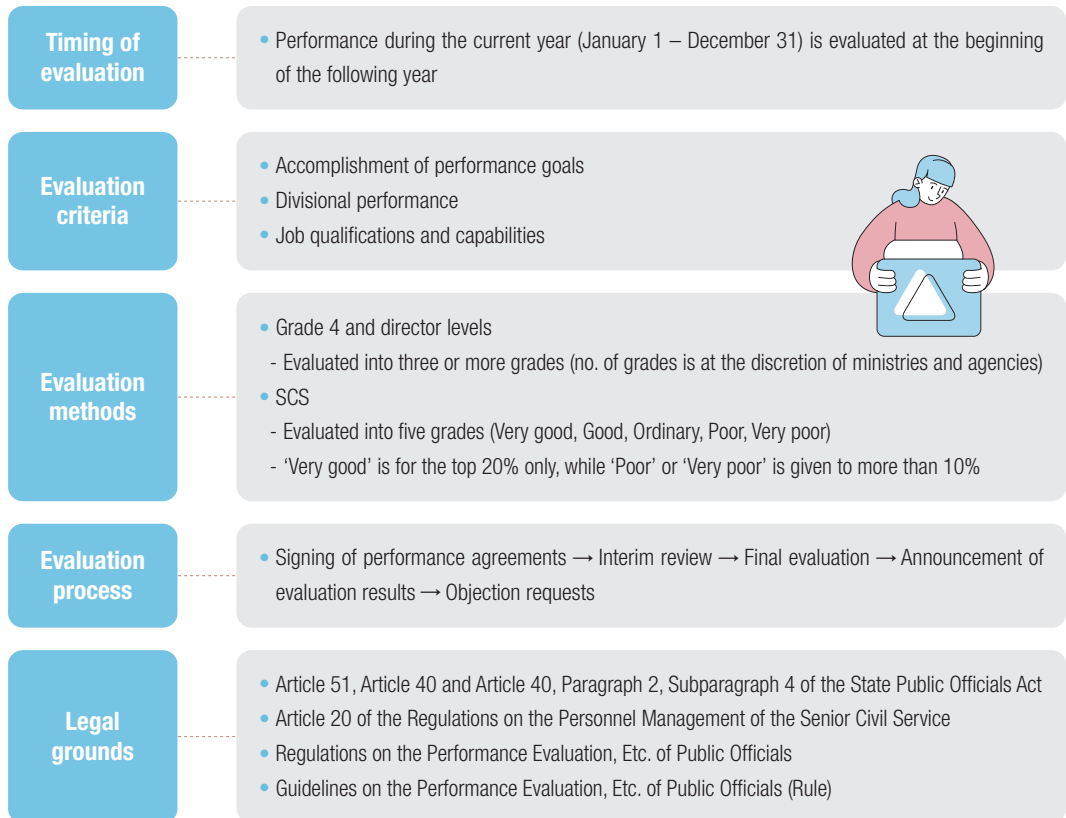 Timing of
evaluation
• Performance during the current year (January 1 – December 31) is evaluated at the beginning
of the following year
Evaluation
criteria
• Accomplishment of performance goals
• Divisional performance
• Job qualifications and capabilities
Evaluation
methods
• Grade 4 and director levels
- Evaluated into three or more grades (no. of grades is at the discretion of ministries and agencies)
• SCS
- Evaluated into five grades (Very good, Good, Ordinary, Poor, Very poor)
- ‘Very good’ is for the top 20% only, while ‘Poor’ or ‘Very poor’ is given to more than 10%
Evaluation
process
• Signing of performance agreements → Interim review → Final evaluation → Announcement of
evaluation results → Objection requests
Legal
grounds
• Article 51, Article 40 and Article 40, Paragraph 2, Subparagraph 4 of the State Public Officials Act
• Article 20 of the Regulations on the Personnel Management of the Senior Civil Service
• Regulations on the Performance Evaluation, Etc. of Public Officials
• Guidelines on the Performance Evaluation, Etc. of Public Officials (Rule)